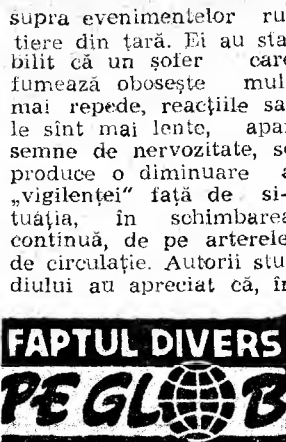 supra evenimentelor ru
tiere din țară. Ei au sta
bilit că un șofer care
fumează obosește mul
mai repede, reacțiile sa
le sînt mai lente, apar
semne de nervozitate, se
produce o diminuare a
„vigilenței" față de si-
tuația, în schimbarea
continuă, de pe arterele
de circulație. Autorii stu
diului au apreciat că, în
FAPTUL DIVERS
PE GLOB